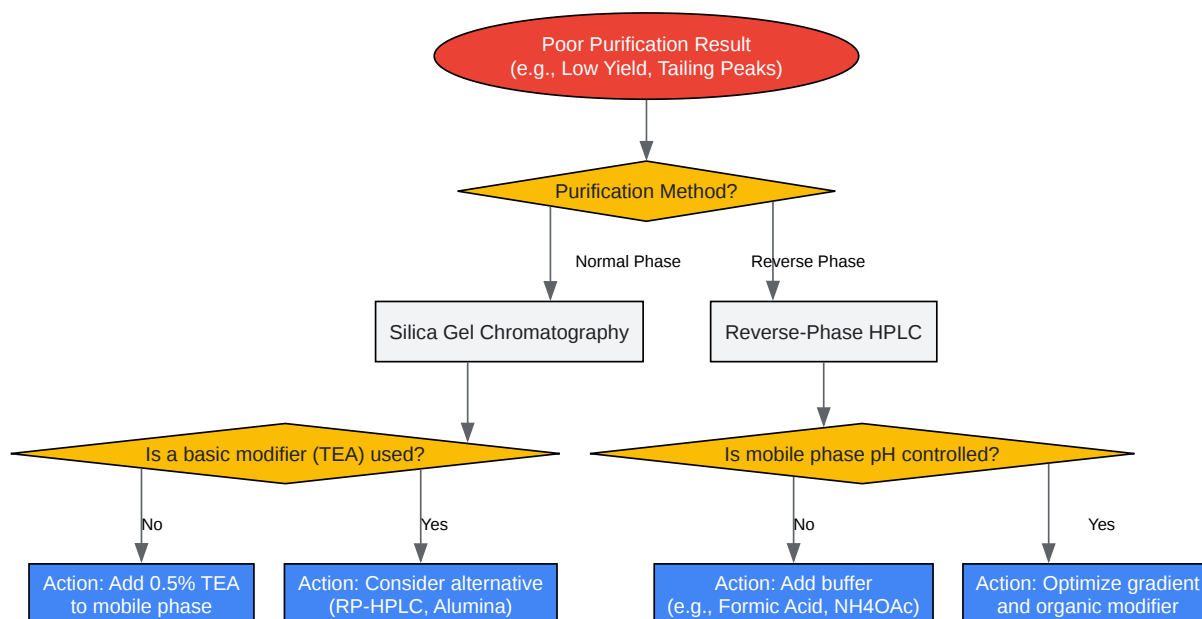 Poor Purification Result
(e.g., Low Yield, Tailing Peaks)
Purification Method?
Normal Phase
Reverse Phase
Silica Gel Chromatography
Reverse-Phase HPLC
Is a basic modifier (TEA) used?
Is mobile phase pH controlled?
No
Yes
No
Yes
Action: Add 0.5% TEA
to mobile phase
Action: Consider alternative
(RP-HPLC, Alumina)
Action: Add buffer
(e.g., Formic Acid, NH4OAc)
Action: Optimize gradient
and organic modifier